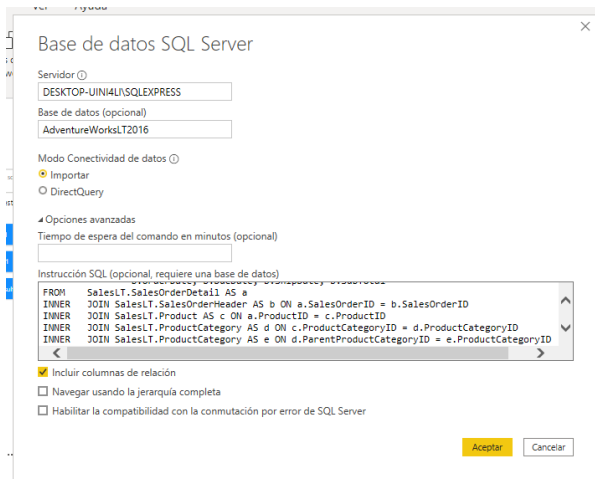 Ver Ayuda
Base de datos SQL Server
Servidor
DESKTOP-UINI4LI\SQLEXPRESS
Base de datos (opcional)
AdventureWorksLT2016
Modo Conectividad de datos
Importar
DirectQuery
Opciones avanzadas
Tiempo de espera del comando en minutos (opcional)
Instrucción SQL (opcional, requiere una base de datos)
FROM SalesLT.SalesOrderDetail AS a
INNER JOIN SalesLT.SalesOrderHeader AS b ON a.SalesOrderID = b.SalesOrderID
INNER JOIN SalesLT.Product AS c ON a.ProductID = c.ProductID
INNER JOIN SalesLT.ProductCategory AS d ON c.ProductCategoryID = d.ProductCategoryID
INNER JOIN SalesLT.ProductCategory AS e ON d.ParentProductCategoryID = e.ProductCategoryID
Incluir columnas de relación
Navegar usando la jerarquía completa
Habilitar la compatibilidad con la conmutación por error de SQL Server
Aceptar Cancelar